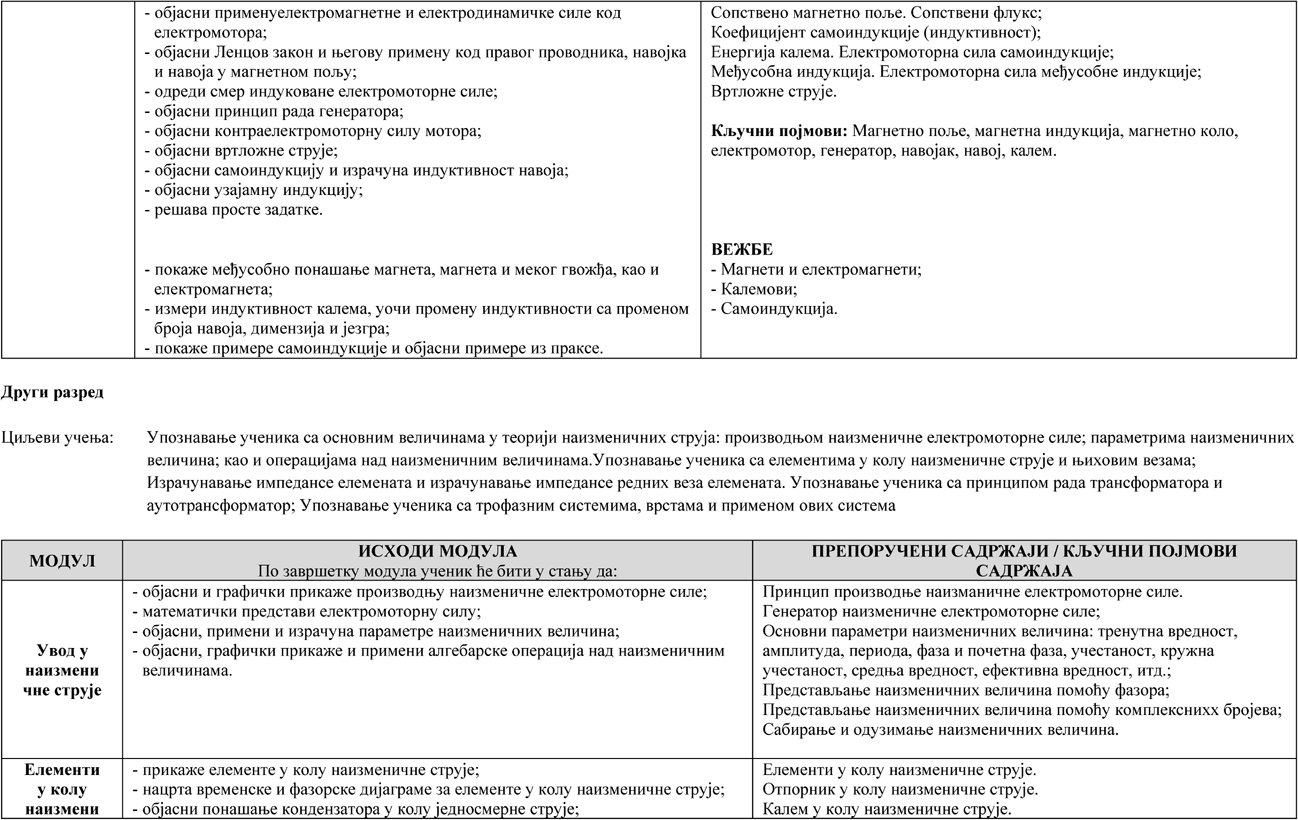 - објасни применуелектромагнетне и електродинамичке силе код
електромотора;
- објасни Ленцов закон и његову примену код правог проводника, навојка
и навоја у магнетном пољу;
- одреди смер индуковане електромоторне силе;
- објасни принцип рада генератора;
- објасни контраелектромоторну силу мотора;
- објасни вртложне струје;
- објасни самоиндукцију и израчуна индуктивност навоја;
- објасни узајамну индукцију;
- решава просте задатке.
- покаже међусобно понашање магнета, магнета и меког гвожђа, као и
електромагнета;
- измери индуктивност калема, уочи промену индуктивности са променом
броја навоја, димензија и језгра;
- покаже примере самоиндукције и објасни примере из праксе.
Сопствено магнетно поље. Сопствени флукс;
Коефицијент самоиндукције (индуктивност);
Енергија калема. Електромоторна сила самоиндукције;
Међусобна индукција. Електромоторна сила међусобне индукције;
Вртложне струје.
Кључни појмови: Магнетно поље, магнетна индукција, магнетно коло,
електромотор, генератор, навојак, навој, калем.
ВЕЖБЕ
- Магнети и електромагнети;
- Калемови;
- Самоиндукција.
Други разред
Циљеви учења: Упознавање ученика са основним величинама у теорији наизменичних струја: производњом наизменичне електромоторне силе; параметрима наизменичних
величина; као и операцијама над наизменичним величинама.Упознавање ученика са елементима у колу наизменичне струје и њиховим везама;
Израчунавање импедансе елемената и израчунавање импедансе редних веза елемената. Упознавање ученика са принципом рада трансформатора и
аутотрансформатор; Упознавање ученика са трофазним системима, врстама и применом ових система
МОДУЛ
ИСХОДИ МОДУЛА
По завршетку модула ученик ће бити у стању да:
ПРЕПОРУЧЕНИ САДРЖАЈИ / КЉУЧНИ ПОЈМОВИ
САДРЖАЈА
Увод у
наизмени
чне струје
- објасни и графички прикаже производњу наизменичне електромоторне силе;
- математички представи електромоторну силу;
- објасни, примени и израчуна параметре наизменичних величина;
- објасни, графички прикаже и примени алгебарске операција над наизменичним
величинама.
Принцип производње наизманичне електромоторне силе.
Генератор наизменичне електромоторне силе;
Основни параметри наизменичних величина: тренутна вредност,
амплитуда, периода, фаза и почетна фаза, учестаност, кружна
учестаност, средња вредност, ефективна вредност, итд.;
Представљање наизменичних величина помоћу фазора;
Представљање наизменичних величина помоћу комплекснихх бројева;
Сабирање и одузимање наизменичних величина.
Елементи
у колу
наизмени
- прикаже елементе у колу наизменичне струје;
- нацрта временске и фазорске дијаграме за елементе у колу наизменичне струје;
- објасни понашање кондензатора у колу једносмерне струје;
Елементи у колу наизменичне струје.
Отпорник у колу наизменичне струје.
Калем у колу наизменичне струје.